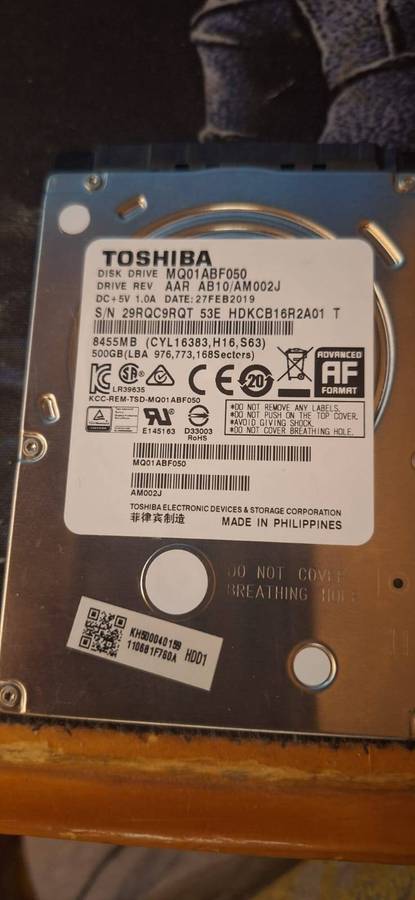 TOSHIBA
DISK DRIVE MQ01ABF050
DRIVE REV AAR AB10/AM002J
DC+5V 1.0A DATE:27FEB2019
S/N 29RQC9RQT 53E HDKCB16R2A01 T
8455MB (CYL16383,H16,S63)
500GB(LBA 976,773,168Secters)
ADVANCED
AF
FORMAT
LR39635
20
KCC-REM-TSD-MQ01ABF050
E145163
D33003
RoHS
*DO NOT REMOVE ANY LABELS.
*DO NOT PUSH ON THE TOP COVER.
*AVOID GIVING SHOCK.
*DO NOT COVER BREATHING HOLE.
MQ01ABF050
AM002J
TOSHIBA ELECTRONIC DEVICES & STORAGE CORPORATION
菲律宾制造 MADE IN PHILIPPINES
DO NOT COVER
BREATHING HOLE
KH500040159
HDD1